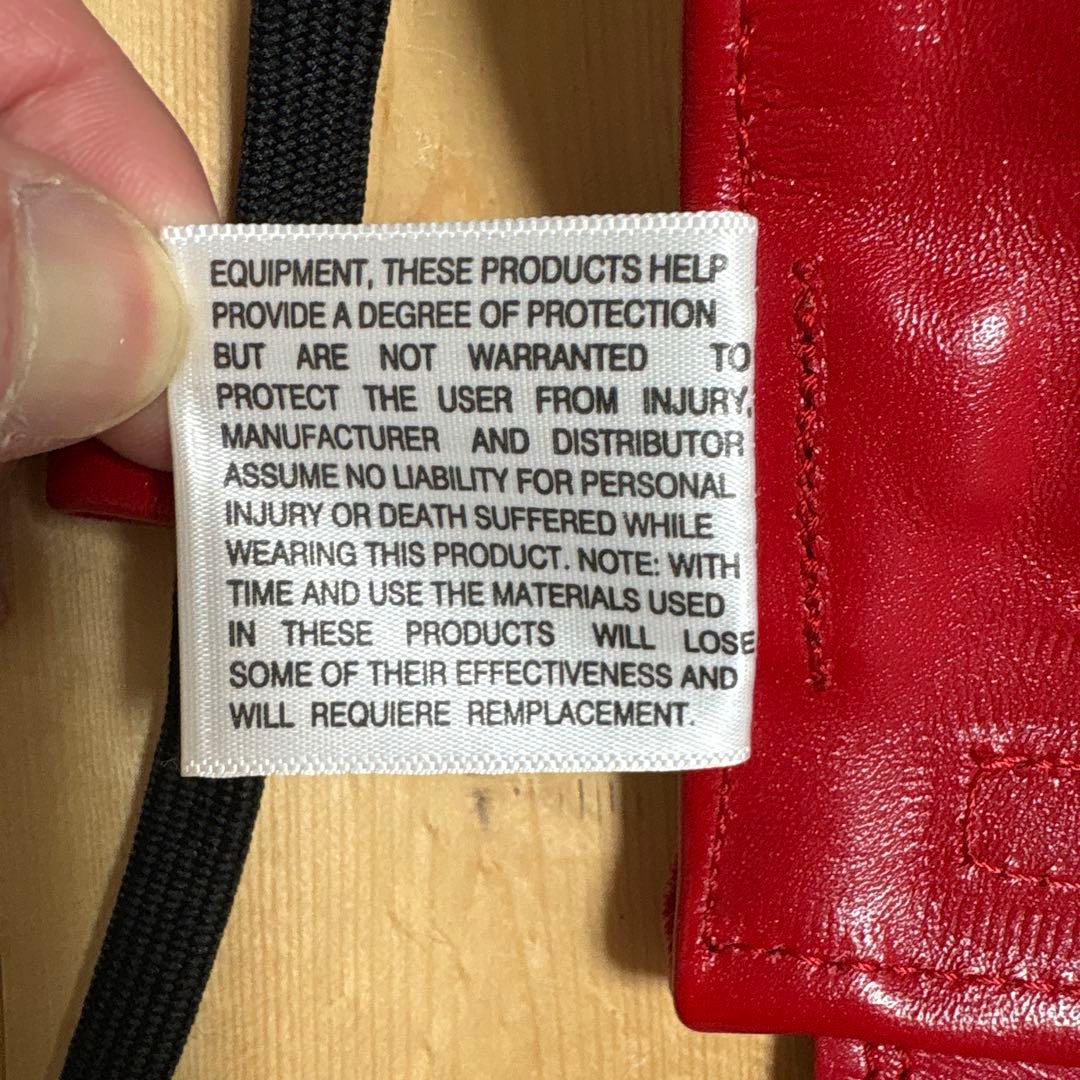 EQUIPMENT, THESE PRODUCTS HELP
PROVIDE A DEGREE OF PROTECTION
BUT ARE NOT WARRANTED TO
PROTECT THE USER FROM INJURY.
MANUFACTURER AND DISTRIBUTOR
ASSUME NO LIABILITY FOR PERSONAL
INJURY OR DEATH SUFFERED WHILE
WEARING THIS PRODUCT. NOTE: WITH
TIME AND USE THE MATERIALS USED
IN THESE PRODUCTS WILL LOSE
SOME OF THEIR EFFECTIVENESS AND
WILL REQUIERE REMPLACEMENT.